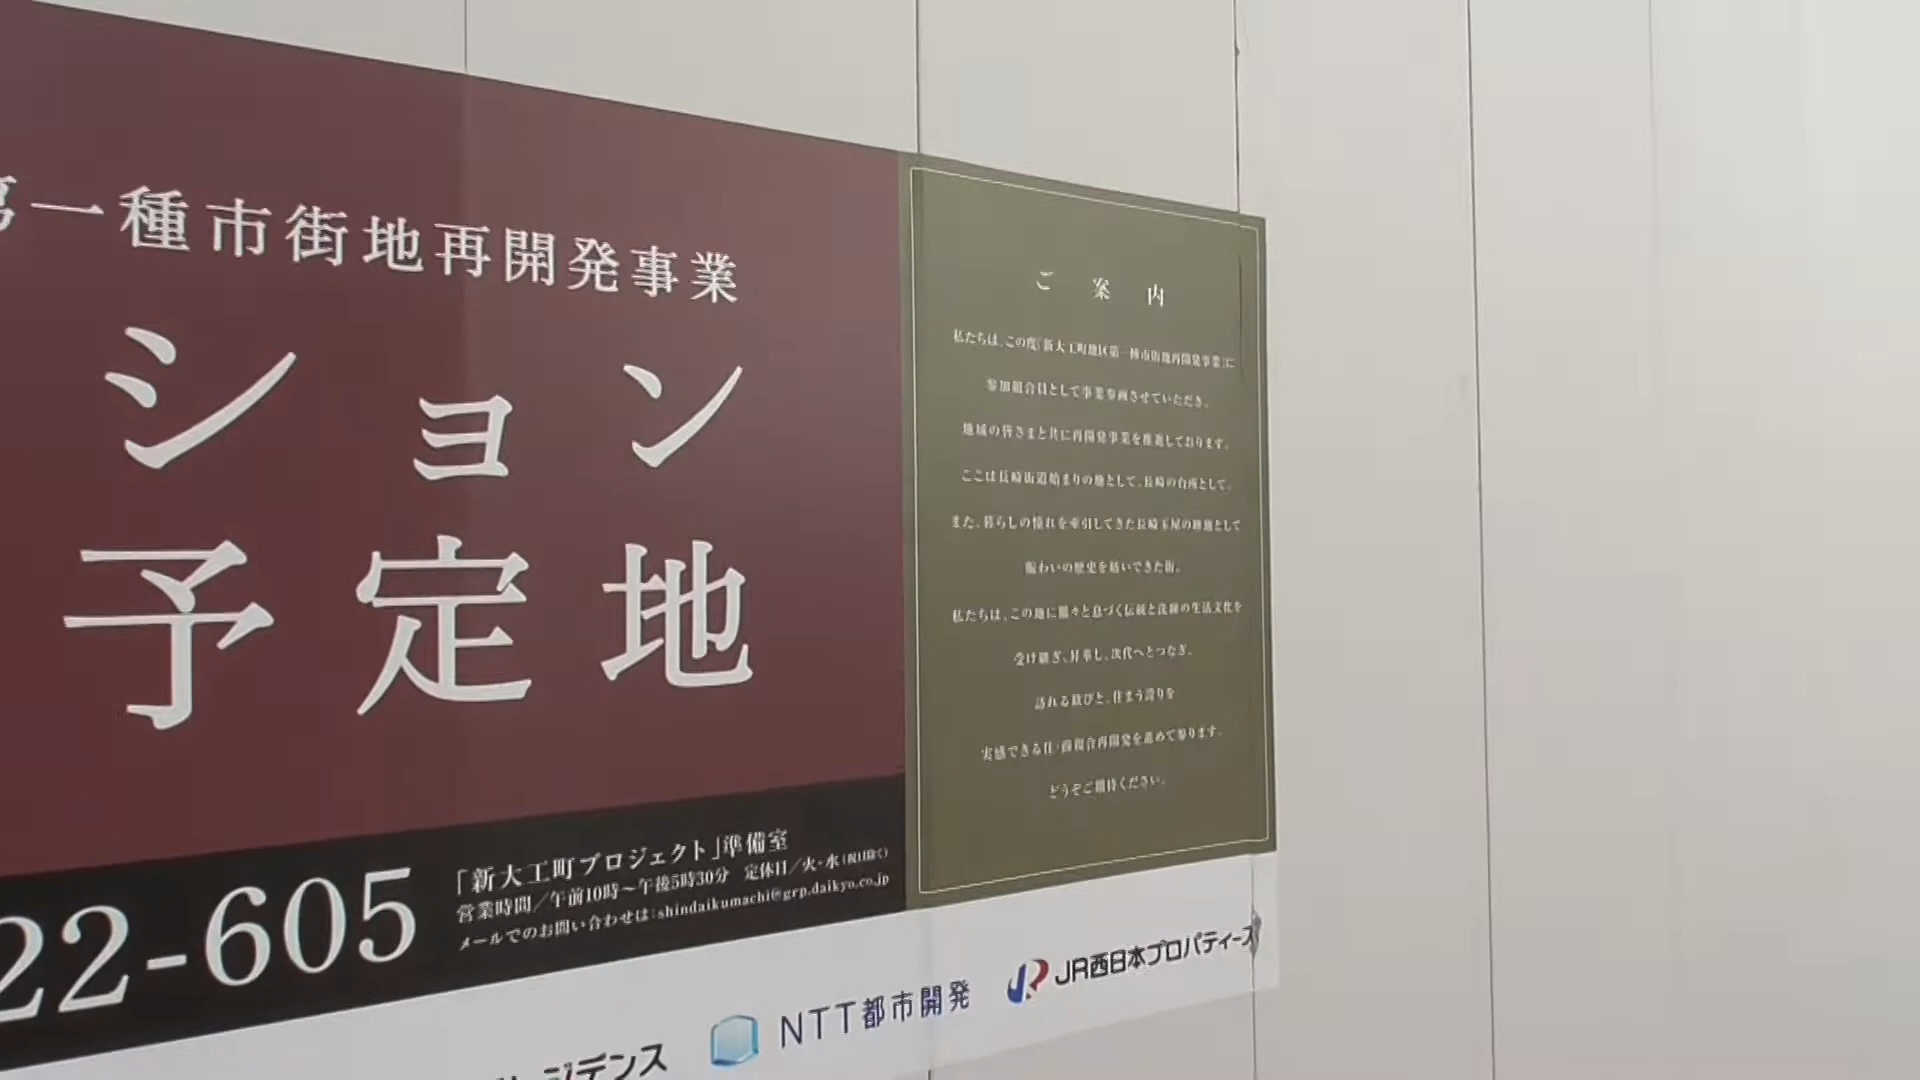 第一種市街地再開発事業
ション
予定地
22-605
「新大工町プロジェクト」準備室
営業時間／午前10時〜午後5時30分 定休日／火・水(祝日除く)
メールでのお問い合わせは:shindaikumachi@grp.daikyo.co.jp
ジデンス
NTT都市開発
JR西日本プロパティーズ
ご案内
私たちは、この度「新大工町地区第一種市街地再開発事業」に
参加組合員として事業参画させていただき、
地域の皆さまと共に再開発事業を推進しております。
ここは長崎街道始まりの地として、長崎の台所として、
また、暮らしの憧れを牽引してきた長崎玉屋の跡地として
賑わいの歴史を紡いできた街。
私たちは、この地に脈々と息づく伝統と洗練の生活文化を
受け継ぎ、昇華し、次代へとつなぎ、
訪れる歓びと、住まう誇りを
実感できる住・商複合再開発を進めて参ります。
どうぞご期待ください。